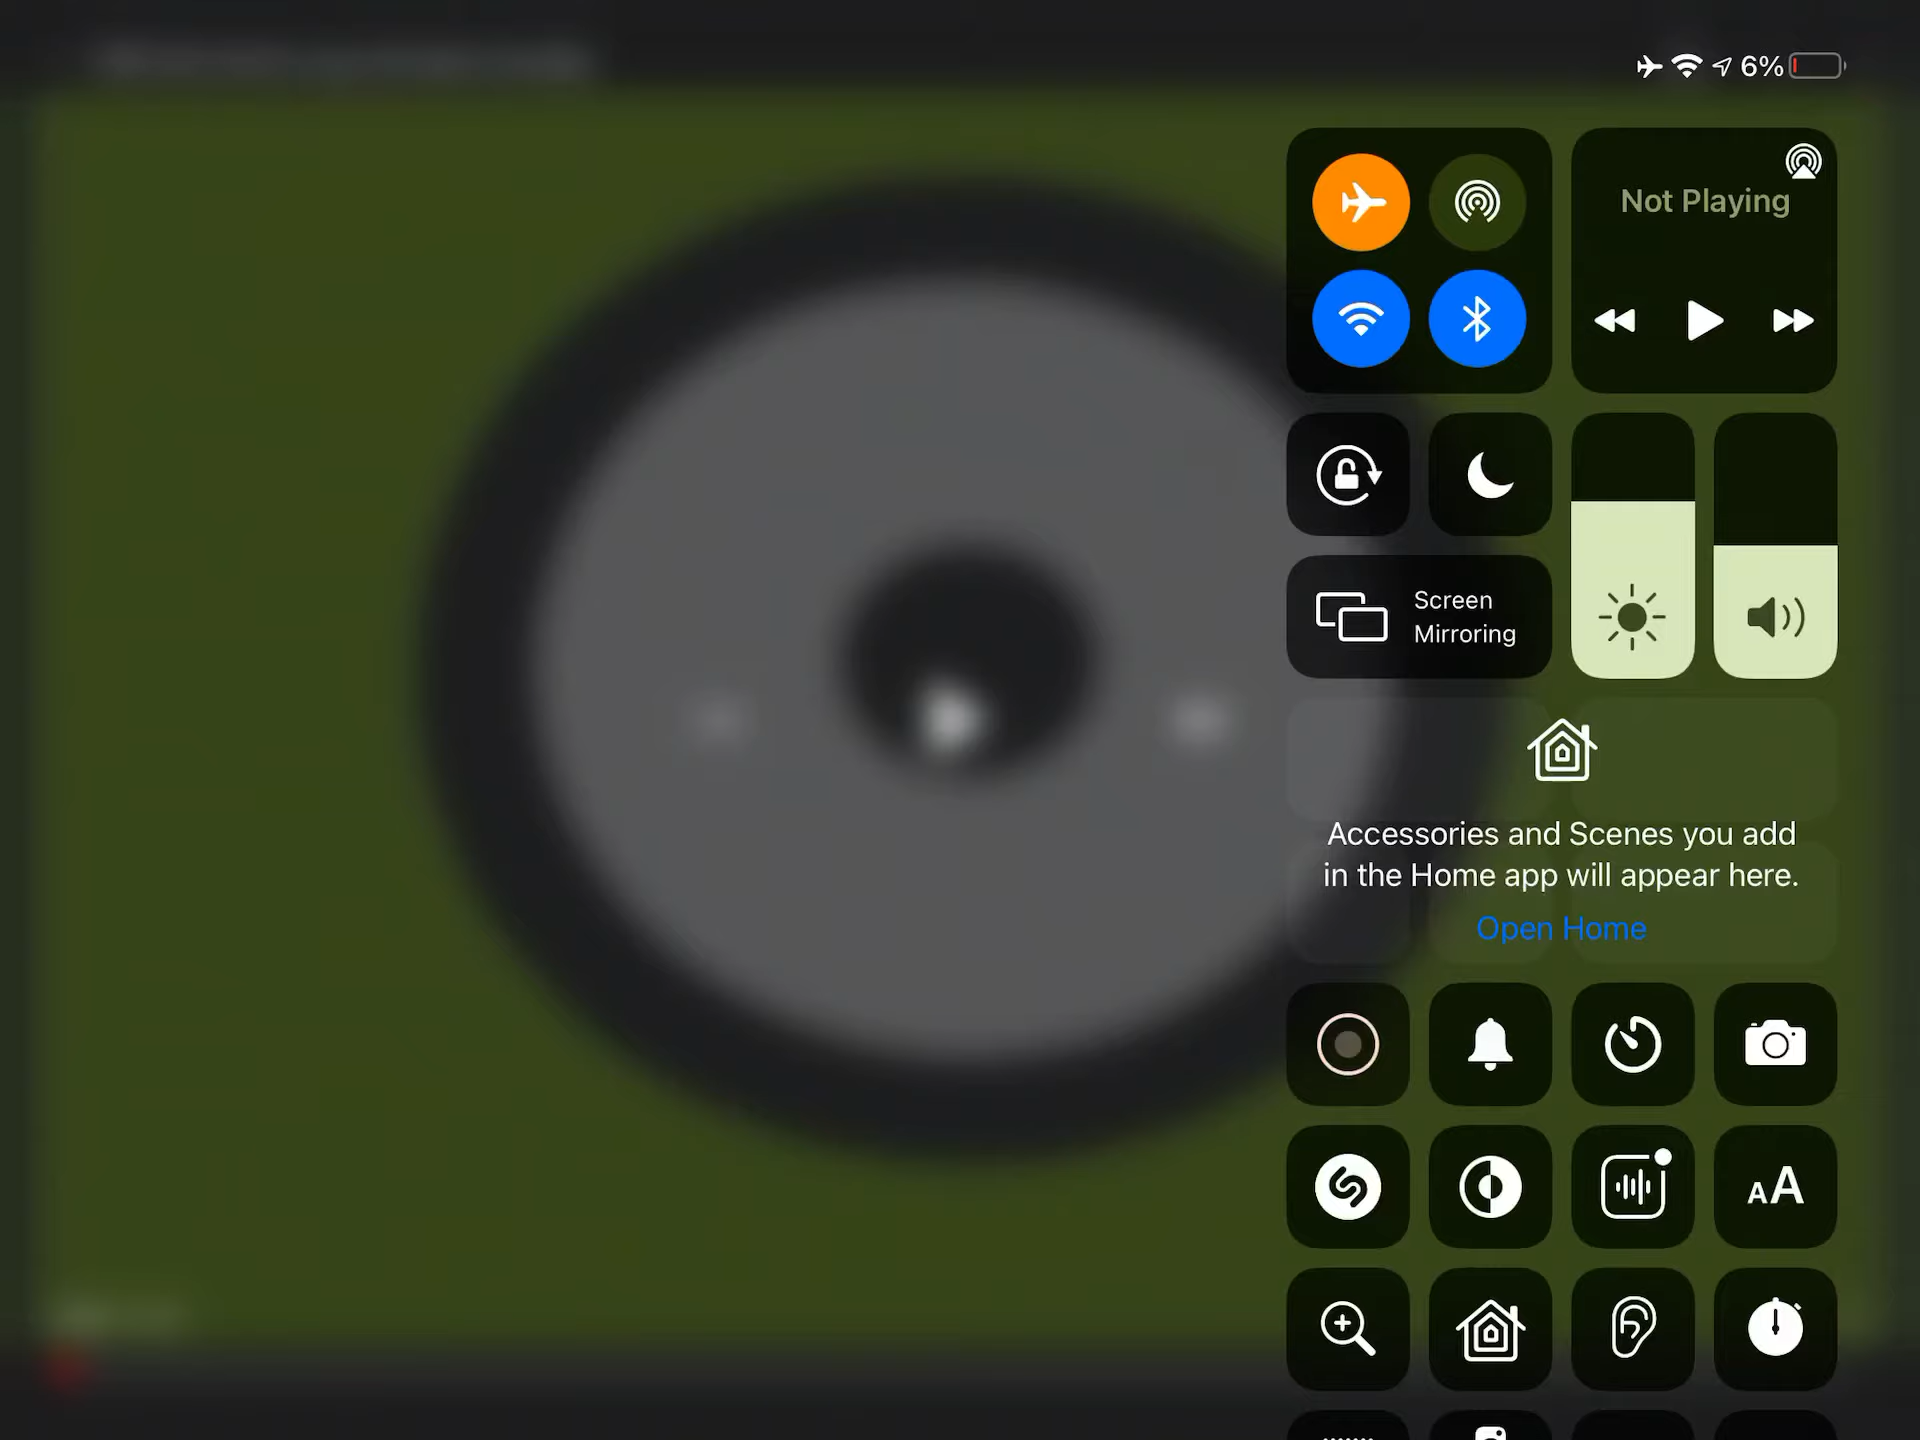 6%
Not Playing
Screen
Mirroring
Accessories and Scenes you add
in the Home app will appear here.
Open Home
AA